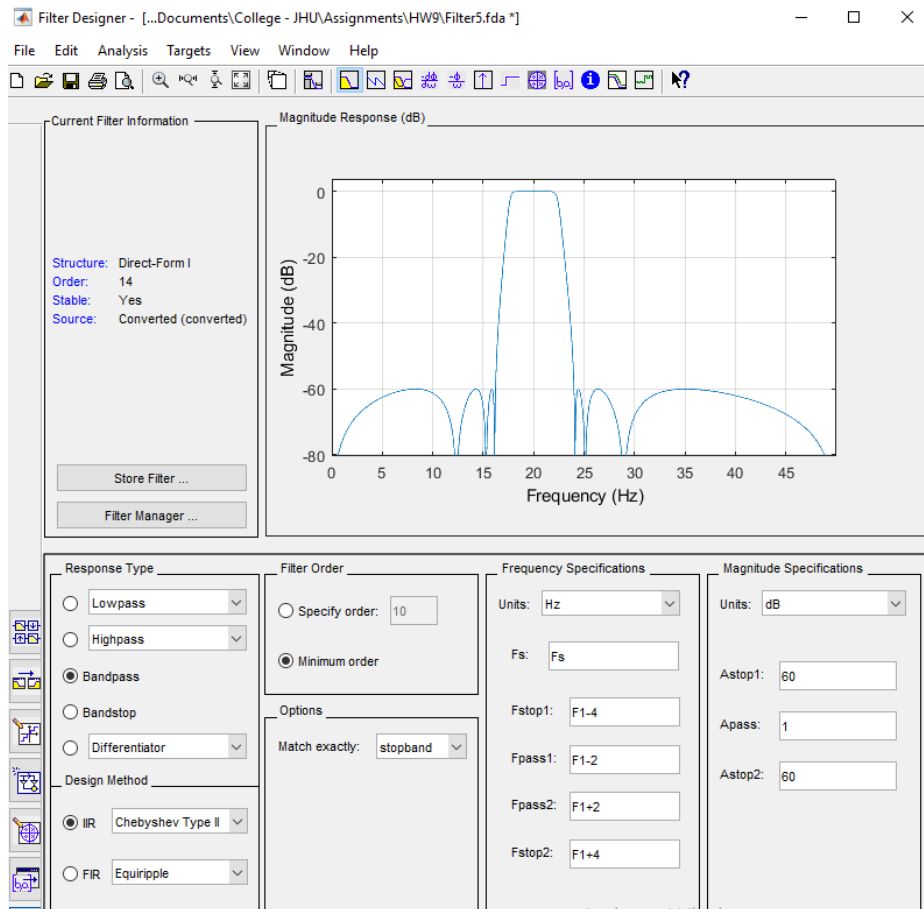 Filter Designer - [...Documents\College - JHU\Assignments\HW9\Filter5.fda *]
File Edit Analysis Targets View Window Help
Current Filter Information
Structure: Direct-Form I
Order: 14
Stable: Yes
Source: Converted (converted)
Store Filter ...
Filter Manager ...
Magnitude Response (dB)
0
-20
-40
-60
-80
Magnitude (dB)
0 5 10 15 20 25 30 35 40 45
Frequency (Hz)
Response Type
Lowpass
Highpass
Bandpass
Bandstop
Differentiator
Design Method
IIR Chebyshev Type II
FIR Equiripple
Filter Order
Specify order: 10
Minimum order
Options
Match exactly: stopband
Frequency Specifications
Units: Hz
Fs: Fs
Fstop1: F1-4
Fpass1: F1-2
Fpass2: F1+2
Fstop2: F1+4
Magnitude Specifications
Units: dB
Astop1: 60
Apass: 1
Astop2: 60